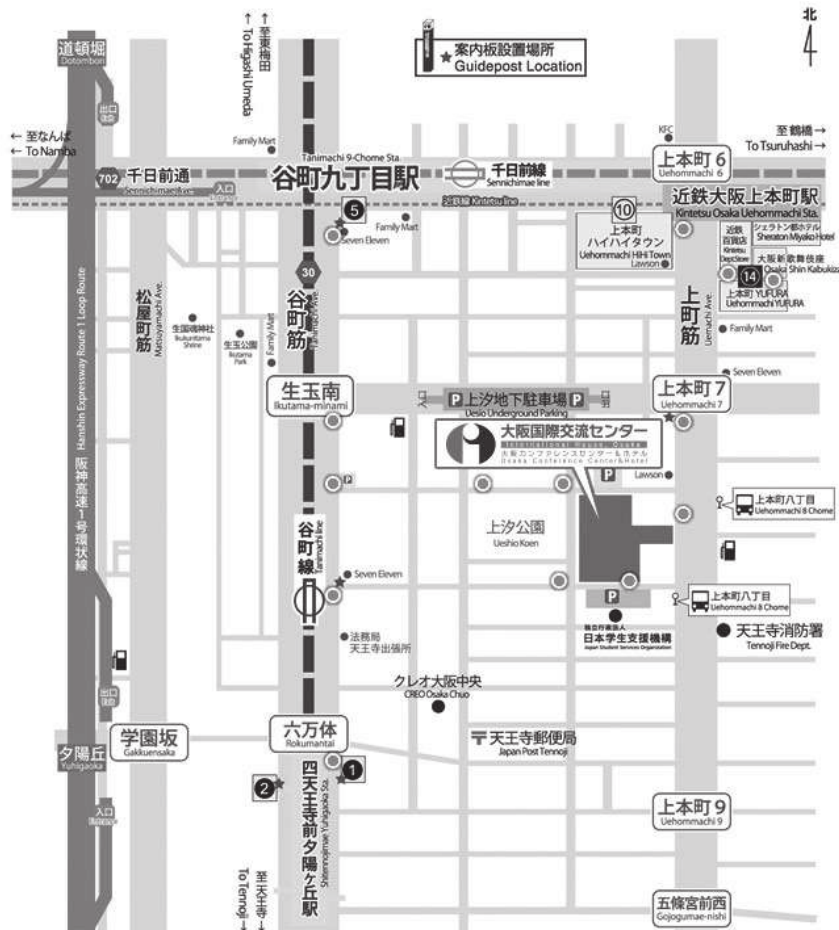 北
道頓堀
Dotombori
出口
← 至東梅田
← To Higashi Umeda
案内板設置場所
Guidepost Location
← 至なんば
← To Namba
Family Mart
Tanimachi 9-Chome Sta.
谷町九丁目駅
千日前線
Sennichimae line
KFC
上本町6
Uehommachi 6
至鶴橋 →
To Tsuruhashi →
702
千日前通
Sennichimae Ave.
入口
近鉄線 Kintetsu line
近鉄大阪上本町駅
Kintetsu Osaka Uehommachi Sta.
5
Seven Eleven
Family Mart
10
上本町
ハイハイタウン
Uehommachi HiHi Town
Lawson
近鉄
百貨店
Kintetsu
Dept.Store
シェラトン都ホテル
Sheraton Miyako Hotel
大阪新歌舞伎座
Osaka Shin Kabukiza
14
上本町 YUFURA
Uehommachi YUFURA
30
谷町筋
Tanimachi Ave.
松屋町筋
Matsuyamachi Ave.
生国魂神社
Ikukunitama
Shrine
生玉公園
Ikutama
Park
Family Mart
上町筋
Uemachi Ave.
Family Mart
Seven Eleven
Hanshin Expressway Route 1 Loop Route
阪神高速1号環状線
生玉南
Ikutama-minami
入口
P 上汐地下駐車場 P
Uesio Underground Parking
出口
上本町7
Uehommachi 7
大阪国際交流センター
International House, Osaka
大阪カンファレンスセンター&ホテル
Osaka Conference Center&Hotel
P
Lawson
P
上本町八丁目
Uehommachi 8 Chome
上汐公園
Ueshio Koen
谷町線
Tanimachi line
Seven Eleven
P
上本町八丁目
Uehommachi 8 Chome
法務局
天王寺出張所
独立行政法人
日本学生支援機構
Japan Student Services Organization
天王寺消防署
Tennoji Fire Dept.
クレオ大阪中央
CREO Osaka Chuo
出口
夕陽丘
Yuhigaoka
学園坂
Gakkuensaka
六万体
Rokumantai
〒天王寺郵便局
Japan Post Tennoji
2
1
四天王寺前夕陽ヶ丘駅
Shitennojimae Yuhigaoka Sta.
入口
上本町9
Uehommachi 9
至天王寺→
To Tennoji→
五條宮前西
Gojogumae-nishi